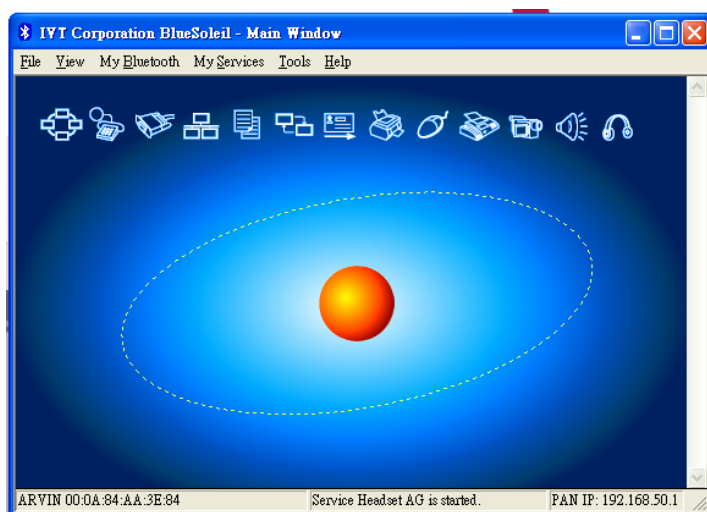 IVT Corporation BlueSoleil - Main Window
File View My Bluetooth My Services Tools Help
ARVIN 00:0A:84:AA:3E:84 Service Headset AG is started. PAN IP: 192.168.50.1